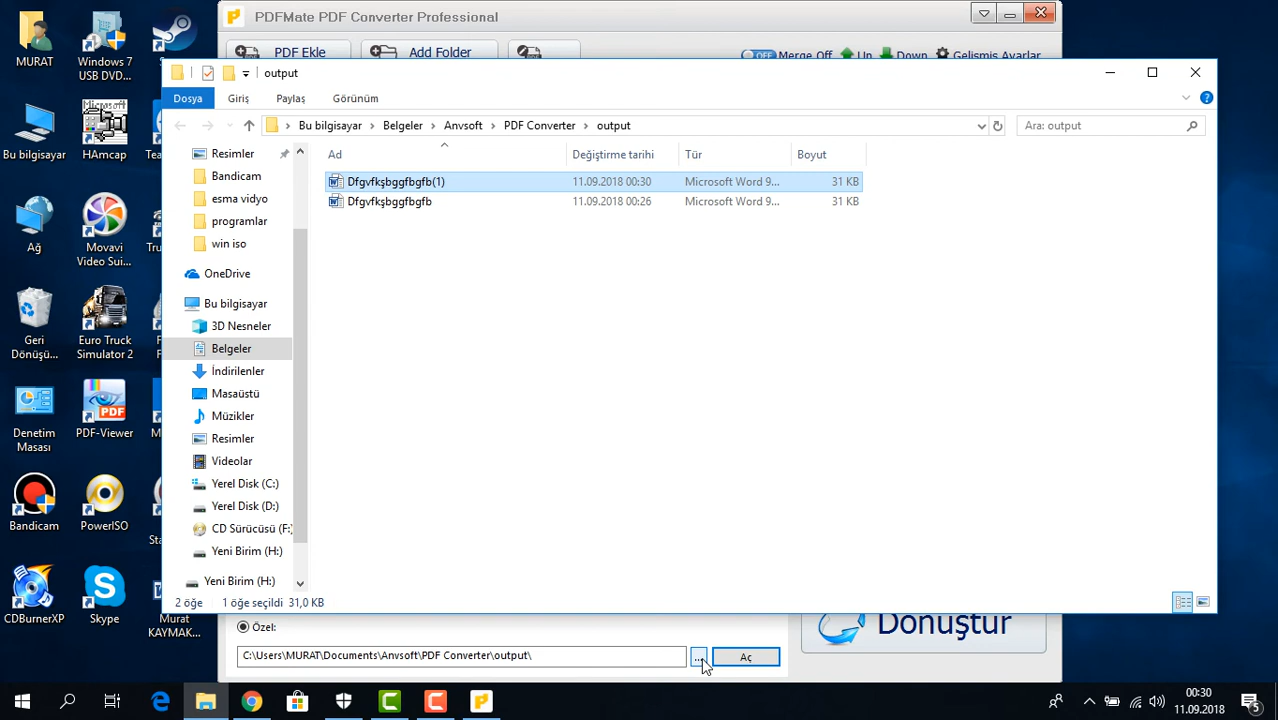 PDFMate PDF Converter Professional
PDF Ekle
Add Folder
OFF
Merge Off
Up
Down
Gelişmiş Ayarlar
MURAT
Windows 7
USB DVD...
Bu bilgisayar
Microsoft
HAmcap
Ağ
Movavi
Video Sui...
Geri
Dönüşü...
Euro Truck
Simulator 2
Denetim
Masası
PDF
PDF-Viewer
Bandicam
PowerISO
CDBurnerXP
Skype
Murat
KAYMAK...
output
Dosya
Giriş
Paylaş
Görünüm
Bu bilgisayar
Belgeler
Anvsoft
PDF Converter
output
Ara: output
Ad
Değiştirme tarihi
Tür
Boyut
Dfgvfkşbggfbgfb(1)
11.09.2018 00:30
Microsoft Word 9...
31 KB
Dfgvfkşbggfbgfb
11.09.2018 00:26
Microsoft Word 9...
31 KB
Resimler
Bandicam
esma vidyo
programlar
win iso
OneDrive
Bu bilgisayar
3D Nesneler
Belgeler
İndirilenler
Masaüstü
Müzikler
Resimler
Videolar
Yerel Disk (C:)
Yerel Disk (D:)
CD Sürücüsü (F:)
Yeni Birim (H:)
Yeni Birim (H:)
2 öğe
1 öğe seçildi 31,0 KB
Özel:
C:\Users\MURAT\Documents\Anvsoft\PDF Converter\output\
...
Aç
Dönüştür
00:30
11.09.2018
5